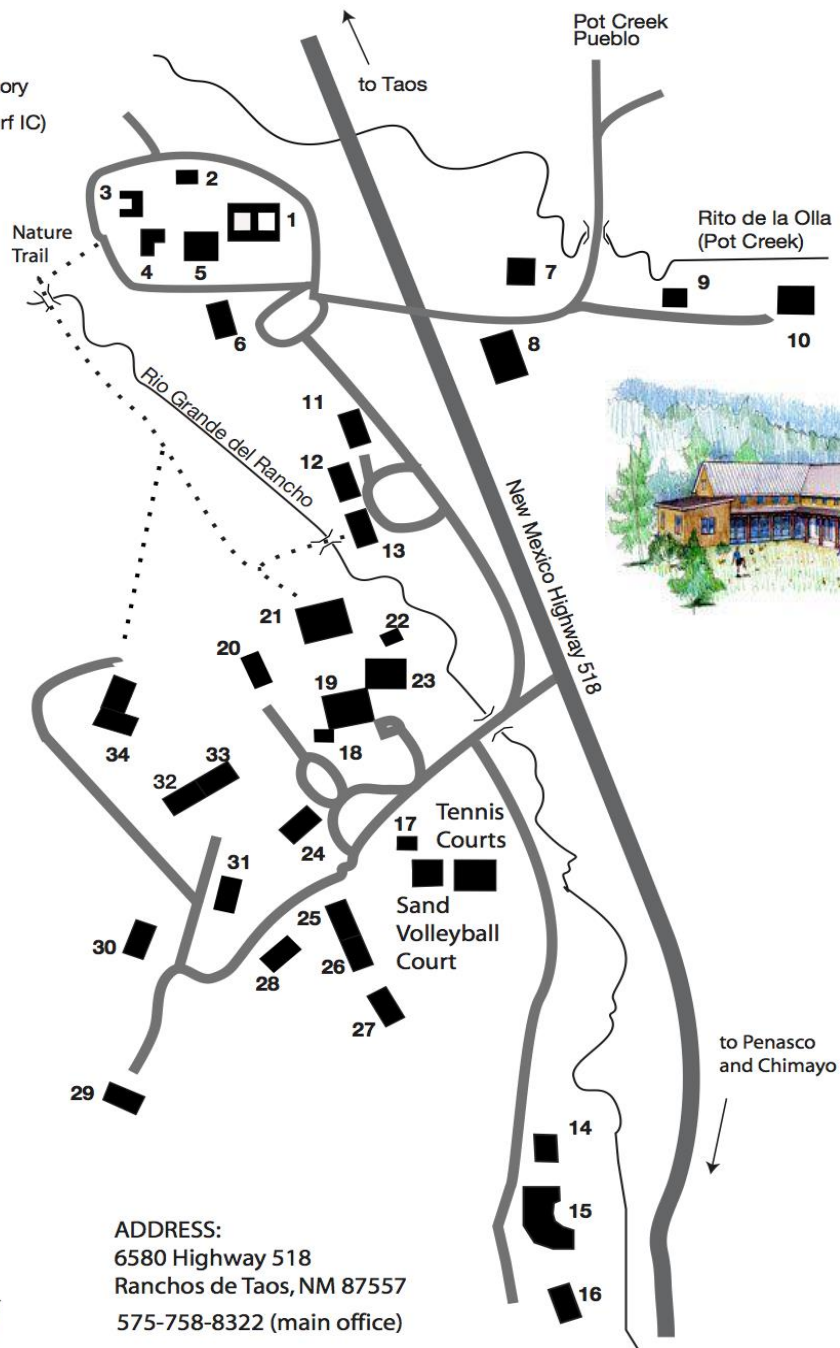 Pot Creek
Pueblo
to Taos
ory
rf IC)
2
3
1
Nature
Trail
4
5
7
Rito de la Olla
(Pot Creek)
9
6
8
10
Rio Grande del Rancho
11
12
13
New Mexico Highway 518
21
22
20
19
23
18
34
33
32
24
17
Tennis
Courts
31
25
Sand
Volleyball
Court
30
26
28
27
29
to Penasco
and Chimayo
14
15
16
ADDRESS:
6580 Highway 518
Ranchos de Taos, NM 87557
575-758-8322 (main office)